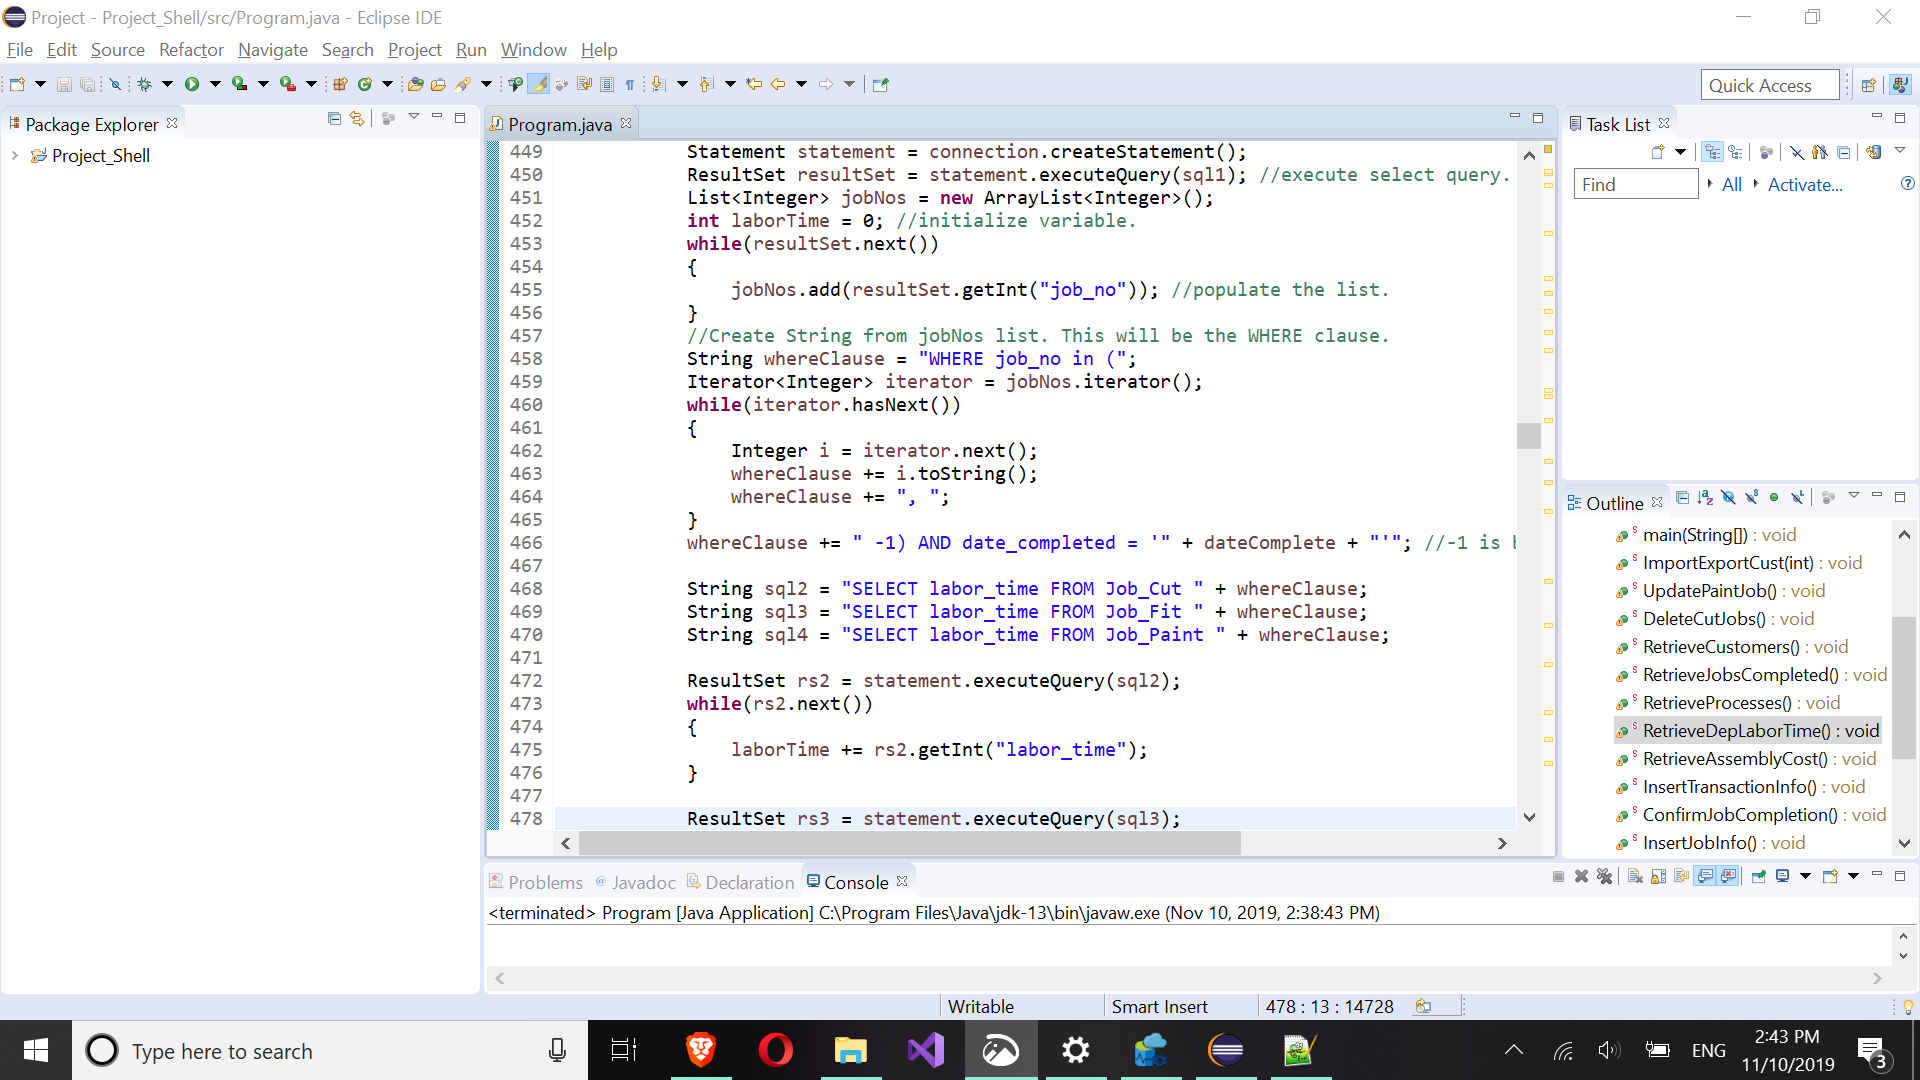 Project - Project_Shell/src/Program.java - Eclipse IDE
File Edit Source Refactor Navigate Search Project Run Window Help
Quick Access
Package Explorer
Project_Shell
Program.java
449 Statement statement = connection.createStatement();
450 ResultSet resultSet = statement.executeQuery(sql1); //execute select query.
451 List<Integer> jobNos = new ArrayList<Integer>();
452 int laborTime = 0; //initialize variable.
453 while(resultSet.next())
454 {
455 jobNos.add(resultSet.getInt("job_no")); //populate the list.
456 }
457 //Create String from jobNos list. This will be the WHERE clause.
458 String whereClause = "WHERE job_no in (";
459 Iterator<Integer> iterator = jobNos.iterator();
460 while(iterator.hasNext())
461 {
462 Integer i = iterator.next();
463 whereClause += i.toString();
464 whereClause += ", ";
465 }
466 whereClause += " -1) AND date_completed = '" + dateComplete + "'"; //-1 is
467
468 String sql2 = "SELECT labor_time FROM Job_Cut " + whereClause;
469 String sql3 = "SELECT labor_time FROM Job_Fit " + whereClause;
470 String sql4 = "SELECT labor_time FROM Job_Paint " + whereClause;
471
472 ResultSet rs2 = statement.executeQuery(sql2);
473 while(rs2.next())
474 {
475 laborTime += rs2.getInt("labor_time");
476 }
477
478 ResultSet rs3 = statement.executeQuery(sql3);
Task List
Find All Activate...
Outline
main(String[]) : void
ImportExportCust(int) : void
UpdatePaintJob() : void
DeleteCutJobs() : void
RetrieveCustomers() : void
RetrieveJobsCompleted() : void
RetrieveProcesses() : void
RetrieveDepLaborTime() : void
RetrieveAssemblyCost() : void
InsertTransactionInfo() : void
ConfirmJobCompletion() : void
InsertJobInfo() : void
Problems Javadoc Declaration Console
<terminated> Program [Java Application] C:\Program Files\Java\jdk-13\bin\javaw.exe (Nov 10, 2019, 2:38:43 PM)
Writable Smart Insert 478 : 13 : 14728
Type here to search
ENG
2:43 PM
11/10/2019
3